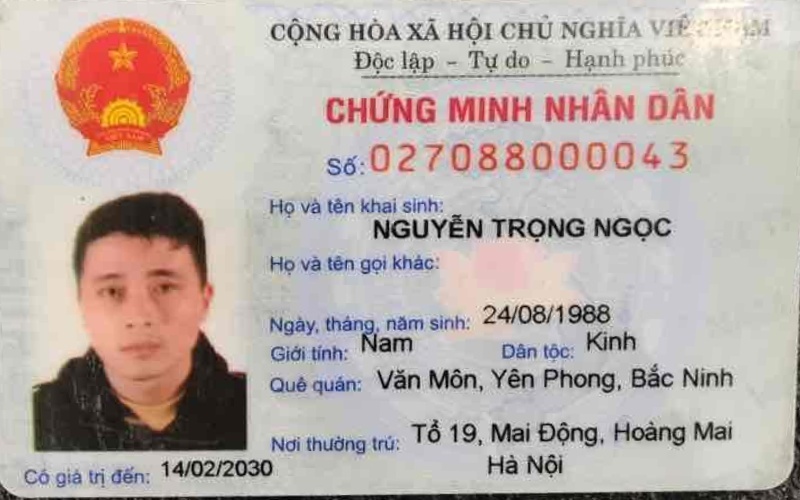 CỘNG HÒA XÃ HỘI CHỦ NGHĨA VIỆT NAM
Độc lập - Tự do - Hạnh phúc
CHỨNG MINH NHÂN DÂN
Số: 027088000043
Họ và tên khai sinh:
NGUYỄN TRỌNG NGỌC
Họ và tên gọi khác:
Ngày, tháng, năm sinh: 24/08/1988
Giới tính: Nam Dân tộc: Kinh
Quê quán: Văn Môn, Yên Phong, Bắc Ninh
Nơi thường trú: Tổ 19, Mai Động, Hoàng Mai
Hà Nội
Có giá trị đến: 14/02/2030